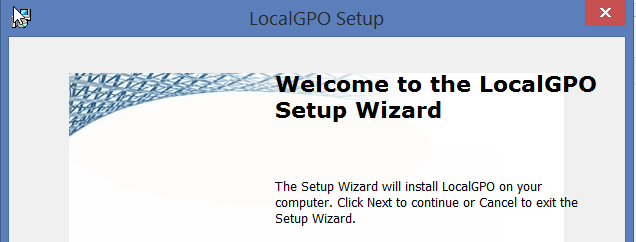 LocalGPO Setup
Welcome to the LocalGPO
Setup Wizard
The Setup Wizard will install LocalGPO on your
computer. Click Next to continue or Cancel to exit the
Setup Wizard.